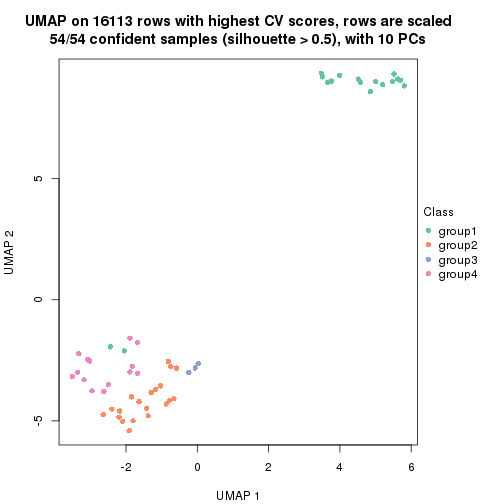 UMAP on 16113 rows with highest CV scores, rows are scaled
54/54 confident samples (silhouette > 0.5), with 10 PCs
UMAP 2
5
0
-5
-2
0
2
4
6
UMAP 1
Class
group1
group2
group3
group4